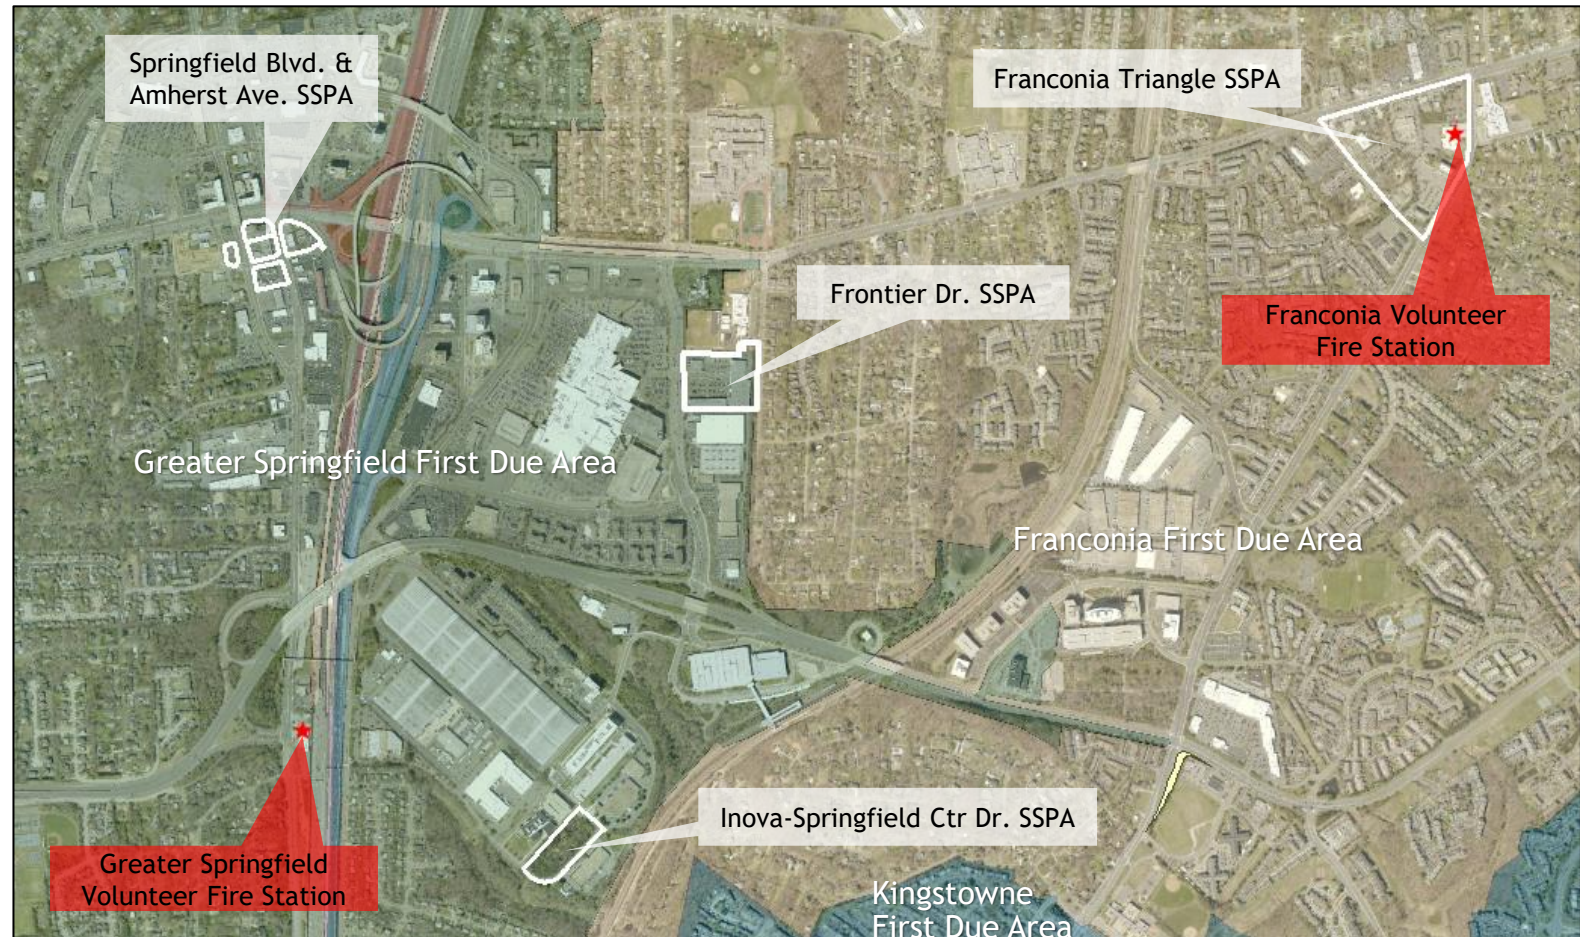 Springfield Blvd. &
Amherst Ave. SSPA
Franconia Triangle SSPA
Frontier Dr. SSPA
Franconia Volunteer
Fire Station
Greater Springfield First Due Area
Franconia First Due Area
Inova-Springfield Ctr Dr. SSPA
Greater Springfield
Volunteer Fire Station
Kingstowne
First Due Area